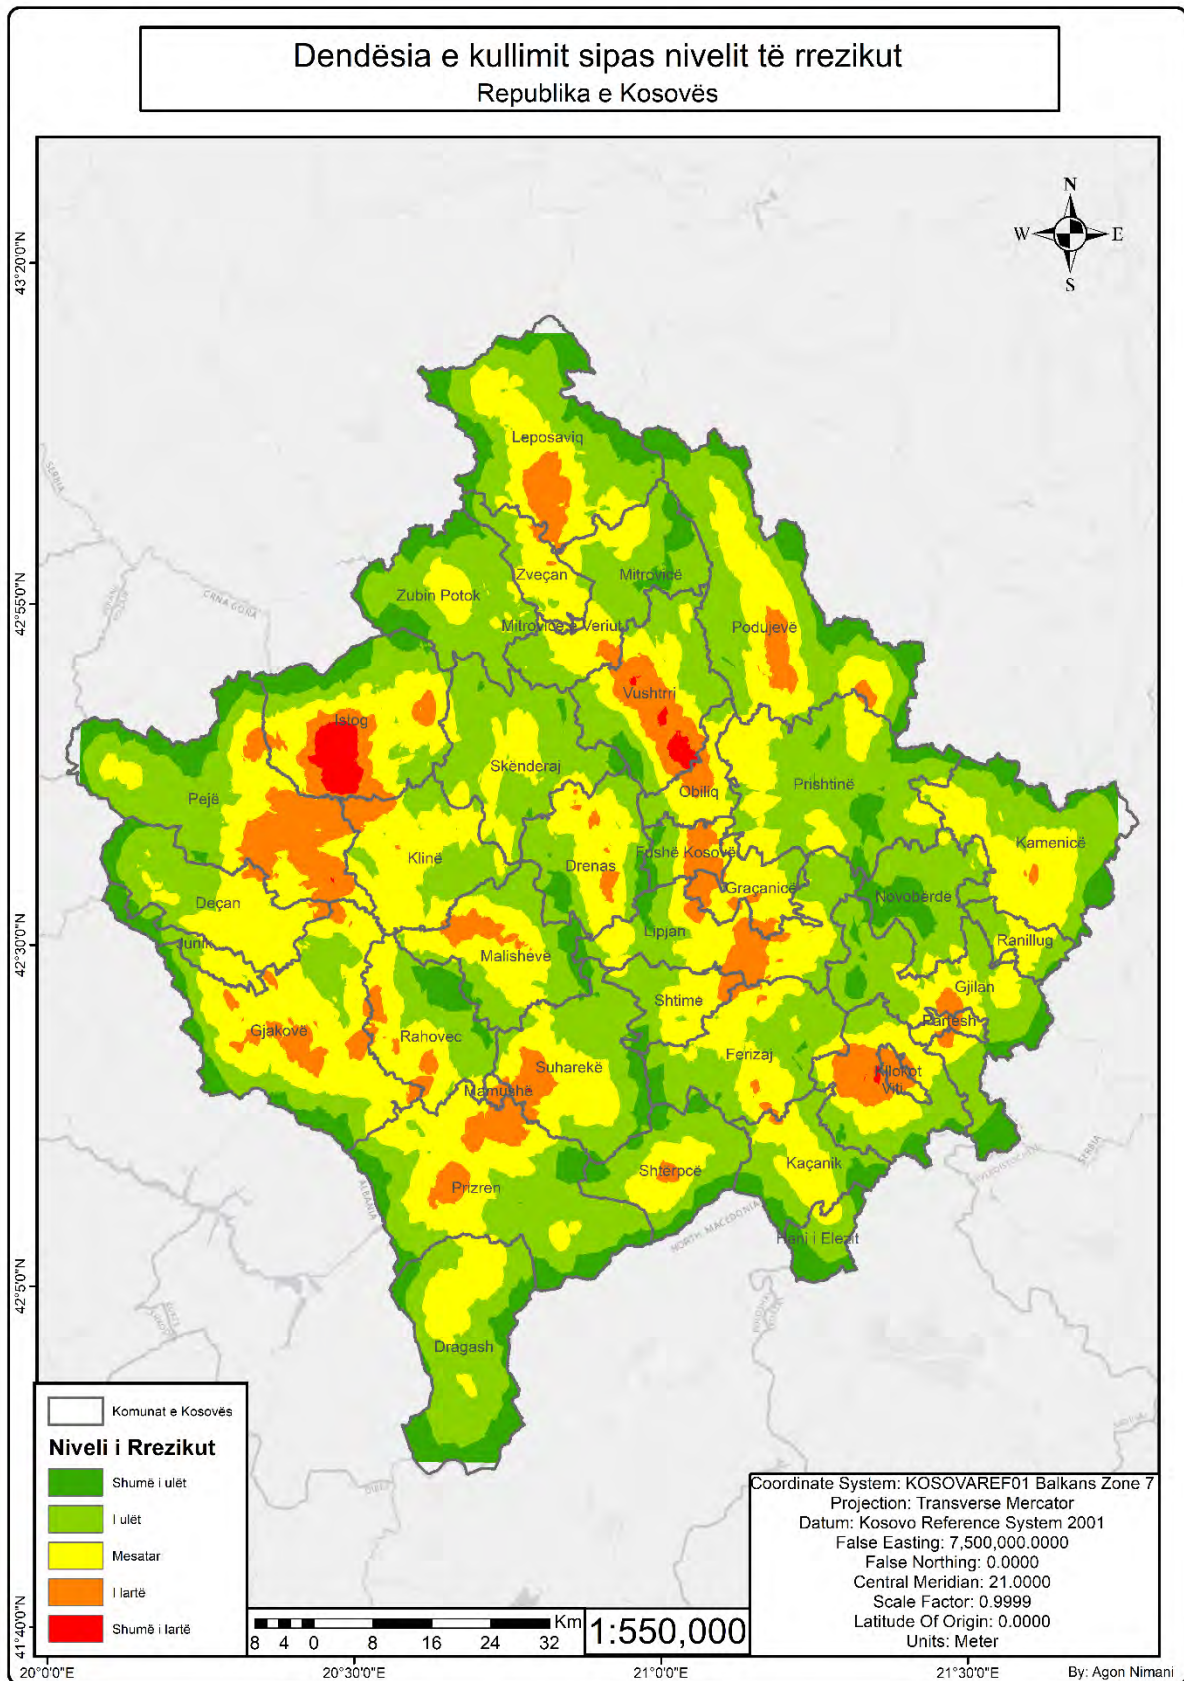 Dendësia e kullimit sipas nivelit të rrezikut
Republika e Kosovës
N
W E
S
43°20'0"N
42°55'0"N
42°30'0"N
42°5'0"N
41°40'0"N
20°0'0"E
20°30'0"E
21°0'0"E
21°30'0"E
SERBIA
CRNA GORA
ALBANIA
NORTH MACEDONIA
SERBIA
Leposaviq
Zveçan
Mitrovicë
Zubin Potok
Mitrovicë e Veriut
Podujevë
Vushtrri
Istog
Skënderaj
Prishtinë
Obiliq
Pejë
Kamenicë
Fushë Kosovë
Klinë
Drenas
Graçanicë
Deçan
Novobërdë
Lipjan
Junik
Ranillug
Malishevë
Gjilan
Shtime
Partesh
Gjakovë
Rahovec
Ferizaj
Suharekë
Mamushë
Kllokot
Viti
Shtërpcë
Kaçanik
Prizren
Hani i Elezit
Dragash
Komunat e Kosovës
Niveli i Rrezikut
Shumë i ulët
I ulët
Mesatar
I lartë
Shumë i lartë
Km
8 4 0 8 16 24 32
1:550,000
Coordinate System: KOSOVAREF01 Balkans Zone 7
Projection: Transverse Mercator
Datum: Kosovo Reference System 2001
False Easting: 7,500,000.0000
False Northing: 0.0000
Central Meridian: 21.0000
Scale Factor: 0.9999
Latitude Of Origin: 0.0000
Units: Meter
By: Agon Nimani